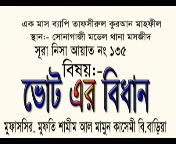 এক মাস ব্যাপি তাফসীরুল কুরআন মাহফীল
স্থান:- সোনাগাজী মডেল থানা মসজীদ
সূরা নিসা আয়াত নং ১৩৫
বিষয়:-
ভোট এর বিধান
মুফাসসির, মুফতি শামীম আল মামুন কাসেমী বি,বাড়িয়া